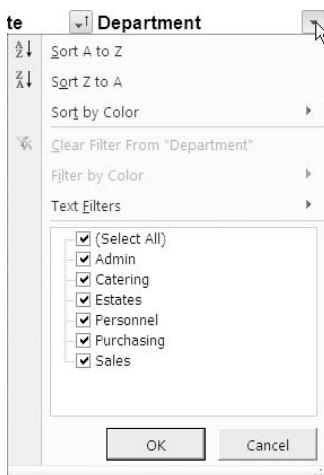 te Department
A Z Sort A to Z
Z A Sort Z to A
Sort by Color
Clear Filter From "Department"
Filter by Color
Text Filters
(Select All)
Admin
Catering
Estates
Personnel
Purchasing
Sales
OK Cancel